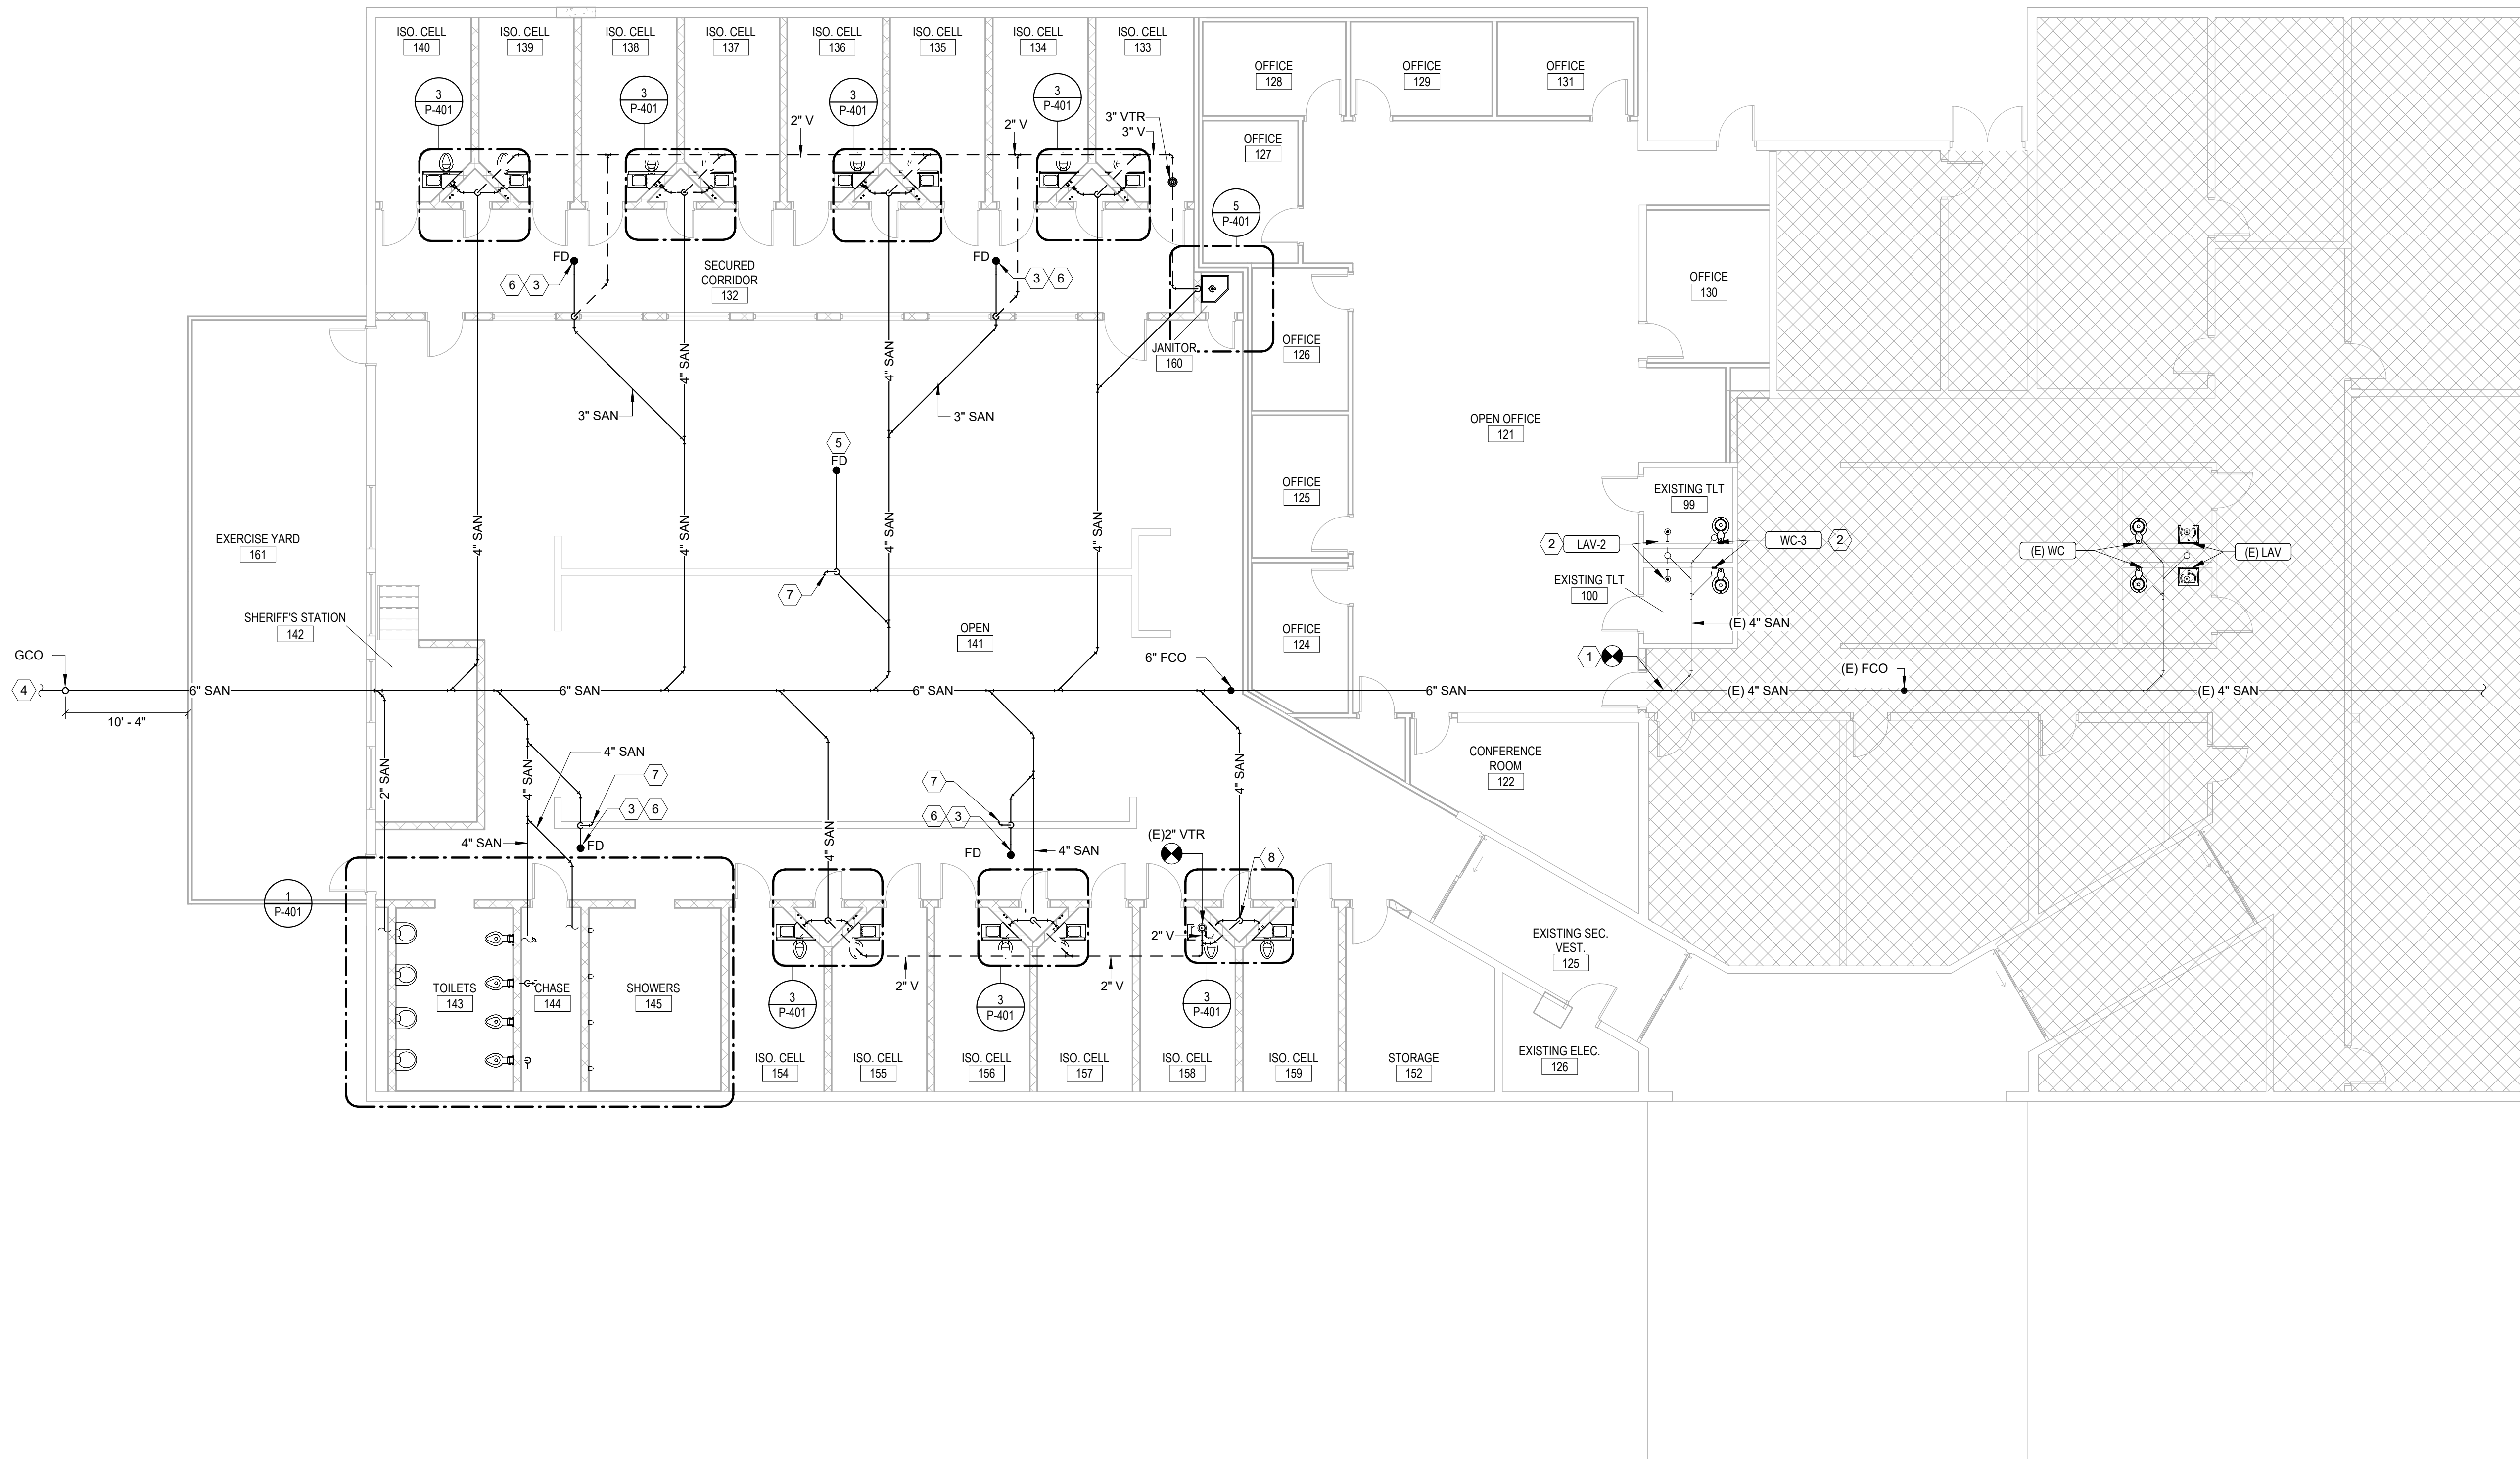 ISO. CELL
140
ISO. CELL
139
ISO. CELL
138
ISO. CELL
137
ISO. CELL
136
ISO. CELL
135
ISO. CELL
134
ISO. CELL
133
3
P-401
3
P-401
3
P-401
3
P-401
OFFICE
128
OFFICE
129
OFFICE
131
2" V
2" V
3" VTR
3" V
OFFICE
127
5
P-401
FD
6
3
SECURED
CORRIDOR
132
FD
3
6
OFFICE
130
JANITOR
160
OFFICE
126
4" SAN
4" SAN
3" SAN
3" SAN
5
FD
OPEN OFFICE
121
OFFICE
125
EXISTING TLT
99
4" SAN
4" SAN
4" SAN
4" SAN
EXERCISE YARD
161
2
LAV-2
WC-3
2
(E) WC
(E) LAV
7
EXISTING TLT
100
SHERIFF'S STATION
142
OPEN
141
OFFICE
124
(E) 4" SAN
GCO
6" FCO
1
(E) FCO
4
6" SAN
6" SAN
6" SAN
6" SAN
(E) 4" SAN
(E) 4" SAN
10' - 4"
2" SAN
4" SAN
4" SAN
7
3
6
FD
4" SAN
7
6
3
FD
4" SAN
4" SAN
4" SAN
CONFERENCE
ROOM
122
(E)2" VTR
8
1
P-401
2" V
2" V
2" V
EXISTING SEC.
VEST.
125
TOILETS
143
CHASE
144
SHOWERS
145
3
P-401
3
P-401
3
P-401
ISO. CELL
154
ISO. CELL
155
ISO. CELL
156
ISO. CELL
157
ISO. CELL
158
ISO. CELL
159
STORAGE
152
EXISTING ELEC.
126